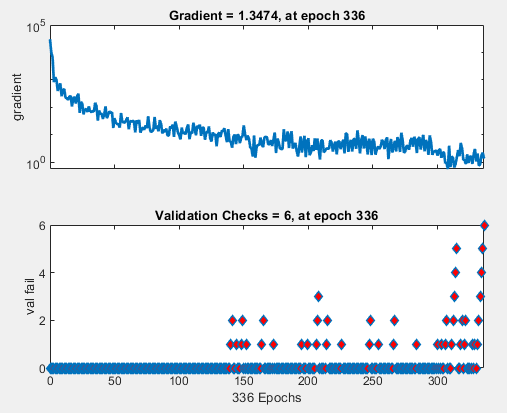 Gradient = 1.3474, at epoch 336
10^5
gradient
10^0
Validation Checks = 6, at epoch 336
6
4
val fail
2
0
0 50 100 150 200 250 300
336 Epochs